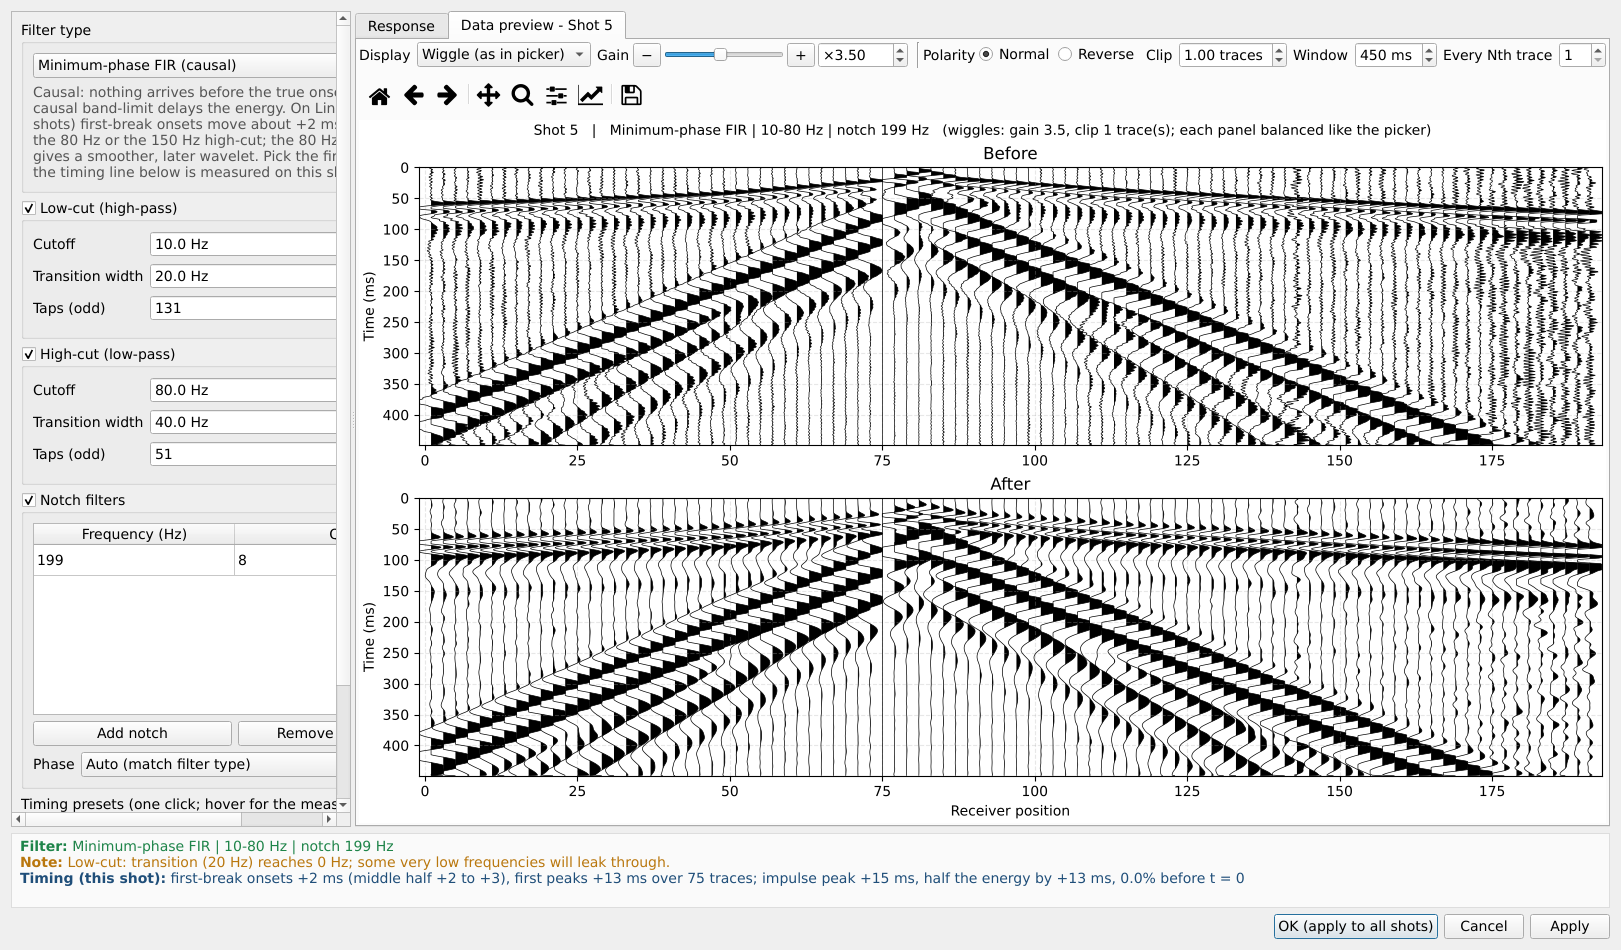 Filter type
Minimum-phase FIR (causal)
Causal: nothing arrives before the true ons
causal band-limit delays the energy. On Lin
shots) first-break onsets move about +2 ms
the 80 Hz or the 150 Hz high-cut; the 80 Hz
gives a smoother, later wavelet. Pick the fir
the timing line below is measured on this sl
Low-cut (high-pass)
Cutoff 10.0 Hz
Transition width 20.0 Hz
Taps (odd) 131
High-cut (low-pass)
Cutoff 80.0 Hz
Transition width 40.0 Hz
Taps (odd) 51
Notch filters
Frequency (Hz)
199 8
Add notch Remove
Phase Auto (match filter type)
Timing presets (one click; hover for the meas
Response Data preview - Shot 5
Display Wiggle (as in picker) Gain − + ×3.50 Polarity Normal Reverse Clip 1.00 traces Window 450 ms Every Nth trace 1
Shot 5 | Minimum-phase FIR | 10-80 Hz | notch 199 Hz (wiggles: gain 3.5, clip 1 trace(s); each panel balanced like the picker)
Before
Time (ms)
0
50
100
150
200
250
300
350
400
0 25 50 75 100 125 150 175
After
Time (ms)
0
50
100
150
200
250
300
350
400
0 25 50 75 100 125 150 175
Receiver position
Filter: Minimum-phase FIR | 10-80 Hz | notch 199 Hz
Note: Low-cut: transition (20 Hz) reaches 0 Hz; some very low frequencies will leak through.
Timing (this shot): first-break onsets +2 ms (middle half +2 to +3), first peaks +13 ms over 75 traces; impulse peak +15 ms, half the energy by +13 ms, 0.0% before t = 0
OK (apply to all shots) Cancel Apply